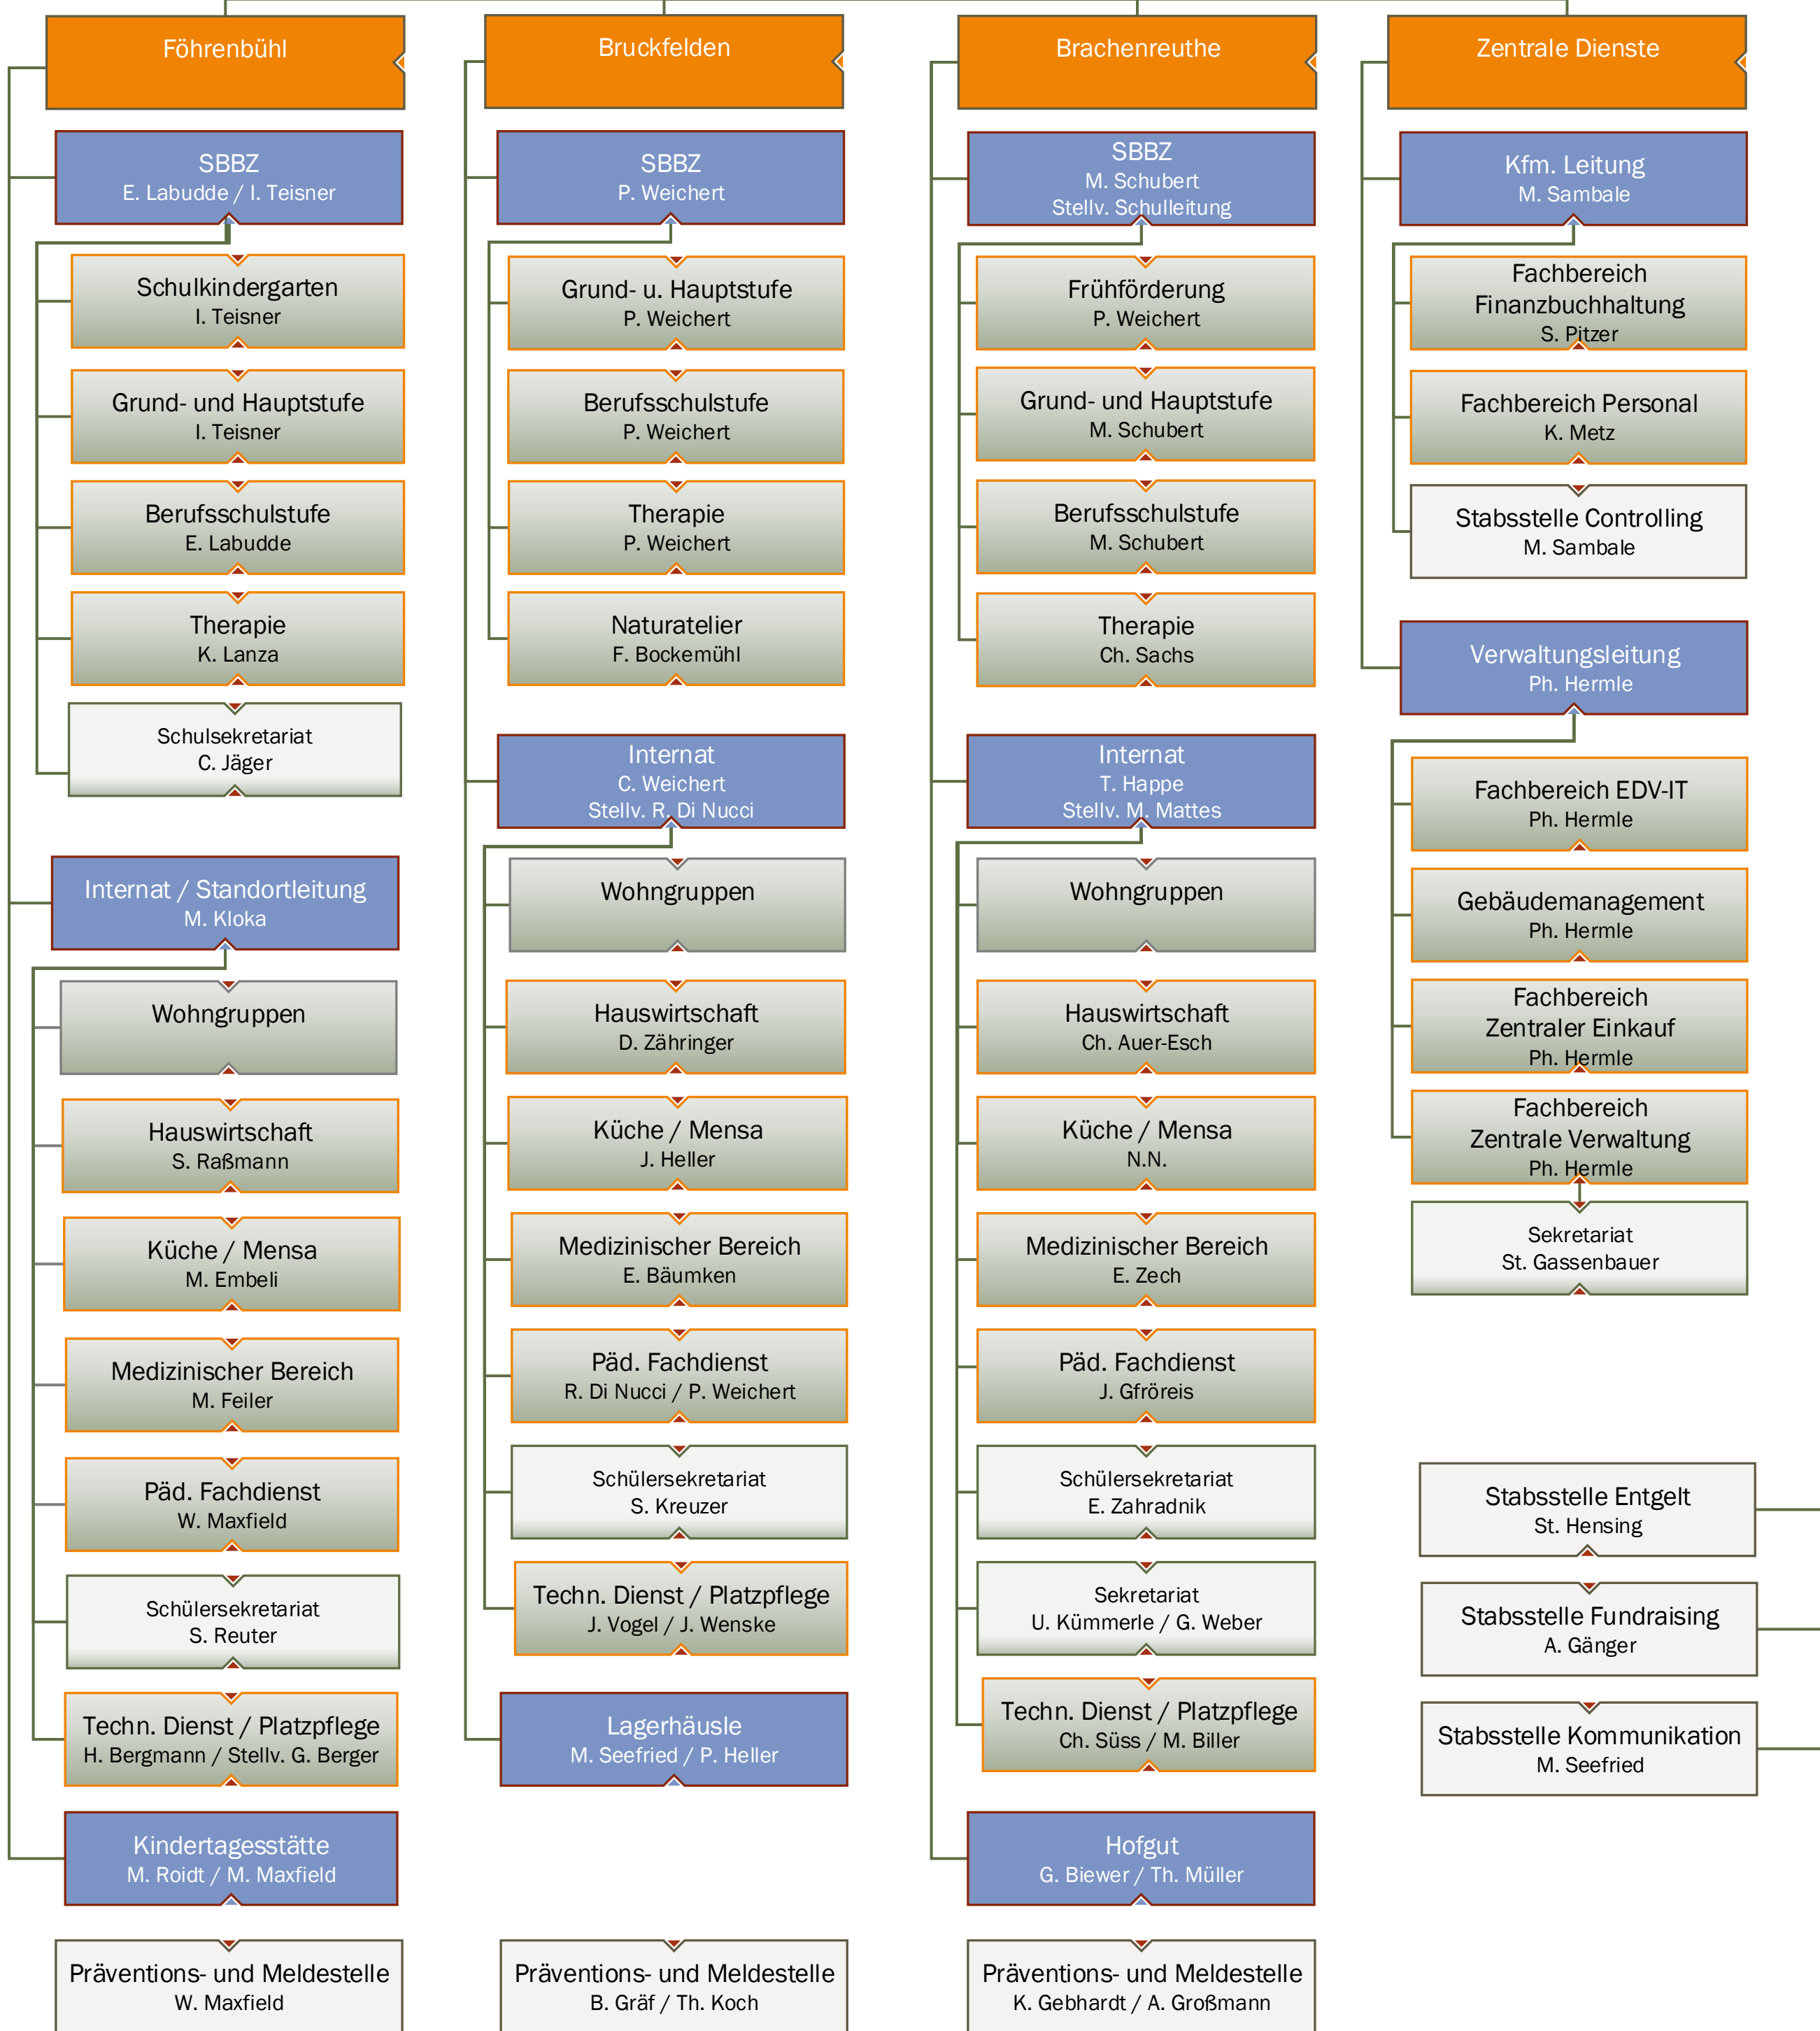 Föhrenbühl
SBBZ
E. Labudde / I. Teisner
Schulkindergarten
I. Teisner
Grund- und Hauptstufe
I. Teisner
Berufsschulstufe
E. Labudde
Therapie
K. Lanza
Schulsekretariat
C. Jäger
Internat / Standortleitung
M. Kloka
Wohngruppen
Hauswirtschaft
S. Raßmann
Küche / Mensa
M. Embeli
Medizinischer Bereich
M. Feiler
Päd. Fachdienst
W. Maxfield
Schülersekretariat
S. Reuter
Techn. Dienst / Platzpflege
H. Bergmann / Stellv. G. Berger
Kindertagesstätte
M. Roidt / M. Maxfield
Präventions- und Meldestelle
W. Maxfield
Bruckfelden
SBBZ
P. Weichert
Grund- u. Hauptstufe
P. Weichert
Berufsschulstufe
P. Weichert
Therapie
P. Weichert
Naturatelier
F. Bockemühl
Internat
C. Weichert
Stellv. R. Di Nucci
Wohngruppen
Hauswirtschaft
D. Zähringer
Küche / Mensa
J. Heller
Medizinischer Bereich
E. Bäumken
Päd. Fachdienst
R. Di Nucci / P. Weichert
Schülersekretariat
S. Kreuzer
Techn. Dienst / Platzpflege
J. Vogel / J. Wenske
Lagerhäusle
M. Seefried / P. Heller
Präventions- und Meldestelle
B. Gräf / Th. Koch
Brachenreuthe
SBBZ
M. Schubert
Stellv. Schulleitung
Frühförderung
P. Weichert
Grund- und Hauptstufe
M. Schubert
Berufsschulstufe
M. Schubert
Therapie
Ch. Sachs
Internat
T. Happe
Stellv. M. Mattes
Wohngruppen
Hauswirtschaft
Ch. Auer-Esch
Küche / Mensa
N.N.
Medizinischer Bereich
E. Zech
Päd. Fachdienst
J. Gfröreis
Schülersekretariat
E. Zahradnik
Sekretariat
U. Kümmerle / G. Weber
Techn. Dienst / Platzpflege
Ch. Süss / M. Biller
Hofgut
G. Biewer / Th. Müller
Präventions- und Meldestelle
K. Gebhardt / A. Großmann
Zentrale Dienste
Kfm. Leitung
M. Sambale
Fachbereich
Finanzbuchhaltung
S. Pitzer
Fachbereich Personal
K. Metz
Stabsstelle Controlling
M. Sambale
Verwaltungsleitung
Ph. Hermle
Fachbereich EDV-IT
Ph. Hermle
Gebäudemanagement
Ph. Hermle
Fachbereich
Zentraler Einkauf
Ph. Hermle
Fachbereich
Zentrale Verwaltung
Ph. Hermle
Sekretariat
St. Gassenbauer
Stabsstelle Entgelt
St. Hensing
Stabsstelle Fundraising
A. Gänger
Stabsstelle Kommunikation
M. Seefried